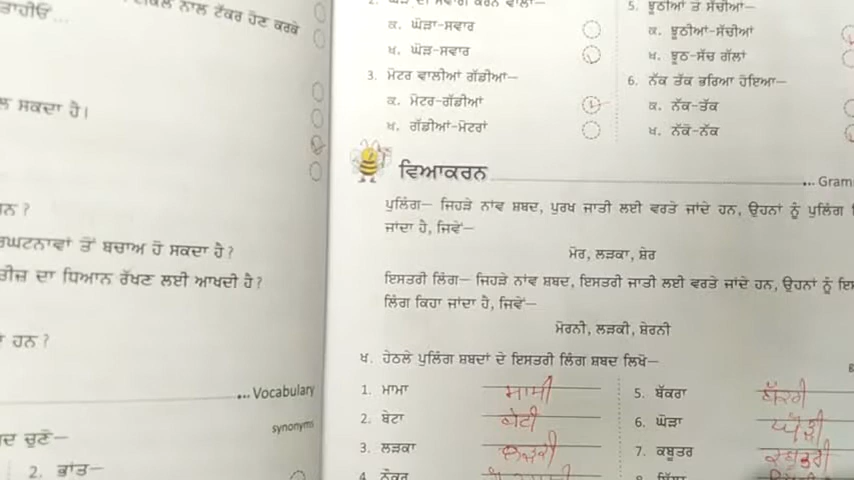 ਨਾਲ ਟੱਕਰ ਹੋਣ ਕਰਕੇ
ਸਕਦਾ ਹੈ।
ਤੋਂ ਬਚਾਅ ਹੋ ਸਕਦਾ ਹੈ?
ਦਾ ਧਿਆਨ ਰੱਖਣ ਲਈ ਆਖਦੀ ਹੈ?
ਹਨ?
... Vocabulary
synonyms
ਚੁਣੋ—
2. ਭਾਂਤ—
ਕ. ਘੋੜਾ-ਸਵਾਰ
ਖ. ਘੋੜ-ਸਵਾਰ
3. ਮੋਟਰ ਵਾਲੀਆਂ ਗੱਡੀਆਂ—
ਕ. ਮੋਟਰ-ਗੱਡੀਆਂ
ਖ. ਗੱਡੀਆਂ-ਮੋਟਰਾਂ
5. ਝੂਠੀਆਂ ਤੇ ਸੱਚੀਆਂ—
ਕ. ਝੂਠੀਆਂ-ਸੱਚੀਆਂ
ਖ. ਝੂਠ-ਸੱਚ ਗੱਲਾਂ
6. ਨੱਕ ਤੱਕ ਭਰਿਆ ਹੋਇਆ—
ਕ. ਨੱਕ-ਤੱਕ
ਖ. ਨੱਕੋ-ਨੱਕ
ਵਿਆਕਰਨ ... Gram
ਪੁਲਿੰਗ— ਜਿਹੜੇ ਨਾਂਵ ਸ਼ਬਦ, ਪੁਰਖ ਜਾਤੀ ਲਈ ਵਰਤੇ ਜਾਂਦੇ ਹਨ, ਉਹਨਾਂ ਨੂੰ ਪੁਲਿੰਗ
ਜਾਂਦਾ ਹੈ, ਜਿਵੇਂ—
ਮੋਰ, ਲੜਕਾ, ਸ਼ੇਰ
ਇਸਤਰੀ ਲਿੰਗ— ਜਿਹੜੇ ਨਾਂਵ ਸ਼ਬਦ, ਇਸਤਰੀ ਜਾਤੀ ਲਈ ਵਰਤੇ ਜਾਂਦੇ ਹਨ, ਉਹਨਾਂ ਨੂੰ
ਲਿੰਗ ਕਿਹਾ ਜਾਂਦਾ ਹੈ, ਜਿਵੇਂ—
ਮੋਰਨੀ, ਲੜਕੀ, ਸ਼ੇਰਨੀ
ਖ. ਹੇਠਲੇ ਪੁਲਿੰਗ ਸ਼ਬਦਾਂ ਦੇ ਇਸਤਰੀ ਲਿੰਗ ਸ਼ਬਦ ਲਿਖੋ—
1. ਮਾਮਾ ਮਾਮੀ
2. ਬੇਟਾ ਬੇਟੀ
3. ਲੜਕਾ ਲੜਕੀ
4. ਨੌਕਰ
5. ਬੱਕਰਾ ਬੱਕਰੀ
6. ਘੋੜਾ ਘੋੜੀ
7. ਕਬੂਤਰ ਕਬੂਤਰੀ